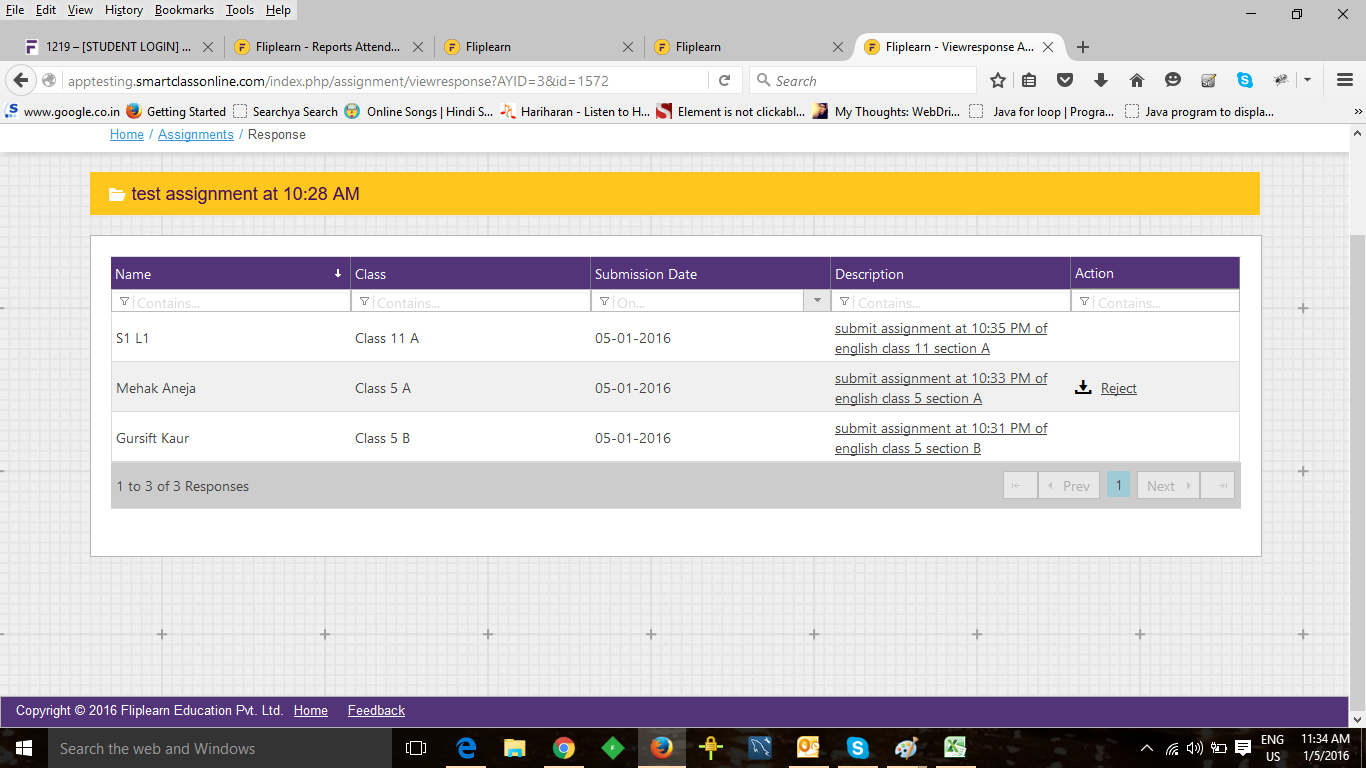 File Edit View History Bookmarks Tools Help
1219 – [STUDENT LOGIN] ...
Fliplearn - Reports Attend...
Fliplearn
Fliplearn
Fliplearn - Viewresponse A...
apptesting.smartclassonline.com/index.php/assignment/viewresponse?AYID=3&id=1572
Search
www.google.co.in
Getting Started
Searchya Search
Online Songs | Hindi S...
Hariharan - Listen to H...
Element is not clickabl...
My Thoughts: WebDri...
Java for loop | Progra...
Java program to displa...
Home / Assignments / Response
test assignment at 10:28 AM
Name Class Submission Date Description Action
Contains... Contains... On... Contains... Contains...
S1 L1 Class 11 A 05-01-2016 submit assignment at 10:35 PM of
english class 11 section A
Mehak Aneja Class 5 A 05-01-2016 submit assignment at 10:33 PM of
english class 5 section A
Reject
Gursift Kaur Class 5 B 05-01-2016 submit assignment at 10:31 PM of
english class 5 section B
1 to 3 of 3 Responses Prev 1 Next
Copyright © 2016 Fliplearn Education Pvt. Ltd. Home Feedback
Search the web and Windows
ENG
US
11:34 AM
1/5/2016